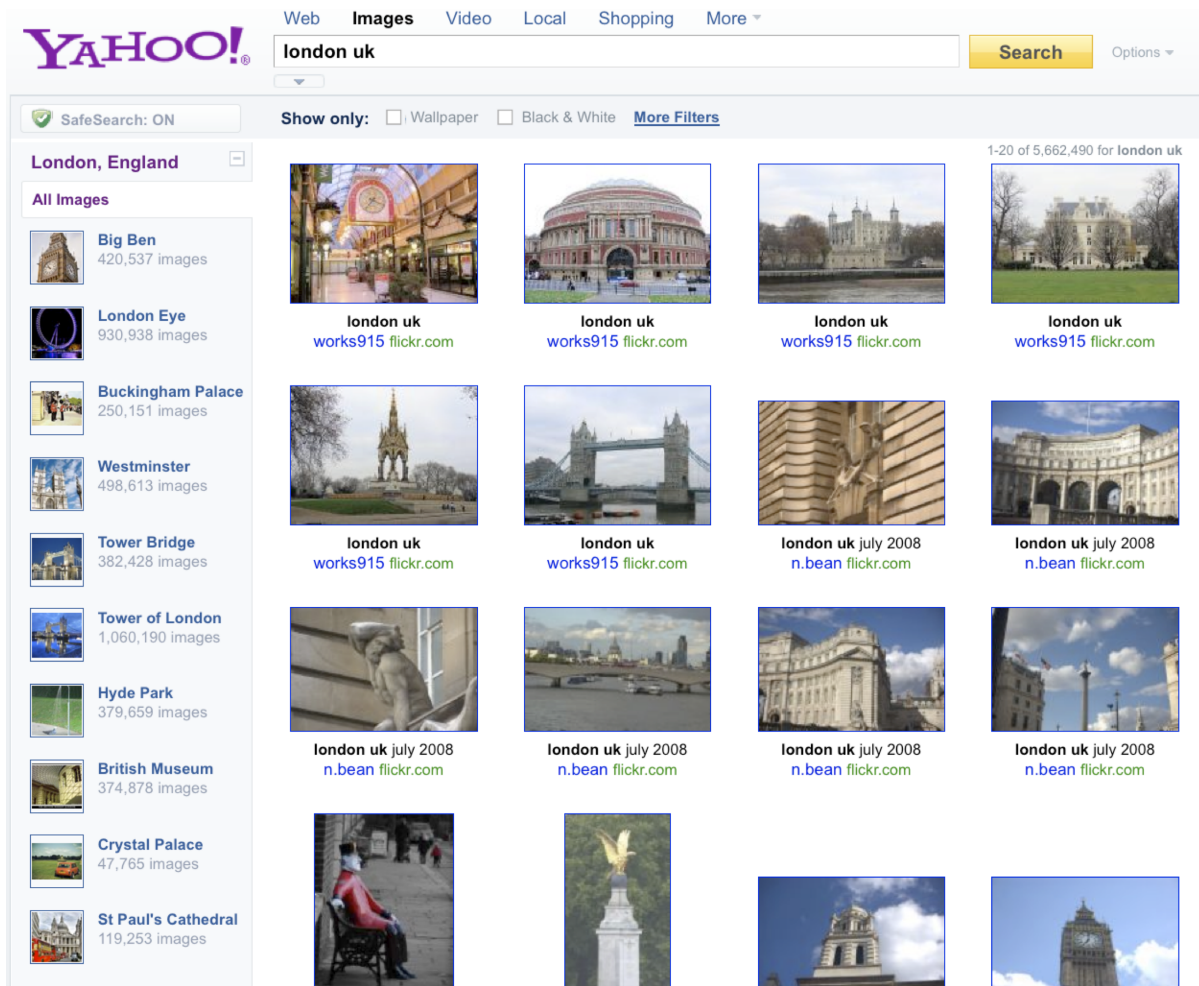 Web Images Video Local Shopping More
YAHOO!®
london uk
Search
Options
SafeSearch: ON
Show only: Wallpaper Black & White More Filters
London, England
1-20 of 5,662,490 for london uk
All Images
Big Ben
420,537 images
London Eye
930,938 images
Buckingham Palace
250,151 images
Westminster
498,613 images
Tower Bridge
382,428 images
Tower of London
1,060,190 images
Hyde Park
379,659 images
British Museum
374,878 images
Crystal Palace
47,765 images
St Paul's Cathedral
119,253 images
london uk
works915 flickr.com
london uk
works915 flickr.com
london uk
works915 flickr.com
london uk
works915 flickr.com
london uk
works915 flickr.com
london uk
works915 flickr.com
london uk july 2008
n.bean flickr.com
london uk july 2008
n.bean flickr.com
london uk july 2008
n.bean flickr.com
london uk july 2008
n.bean flickr.com
london uk july 2008
n.bean flickr.com
london uk july 2008
n.bean flickr.com